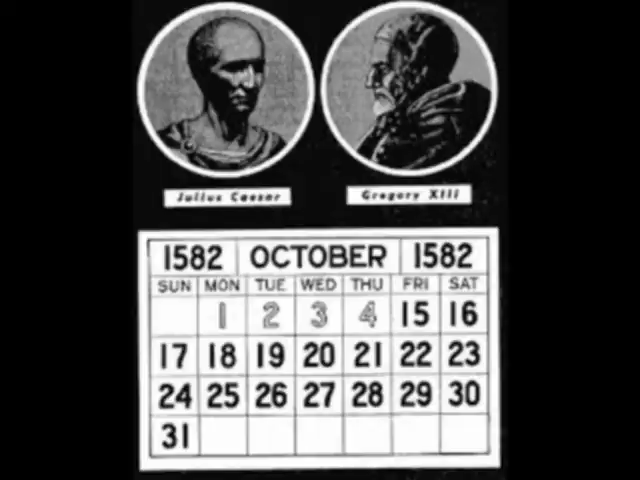 Julius Caesar Gregory XIII
1582 OCTOBER 1582
SUN MON TUE WED THU FRI SAT
1 2 3 4 15 16
17 18 19 20 21 22 23
24 25 26 27 28 29 30
31